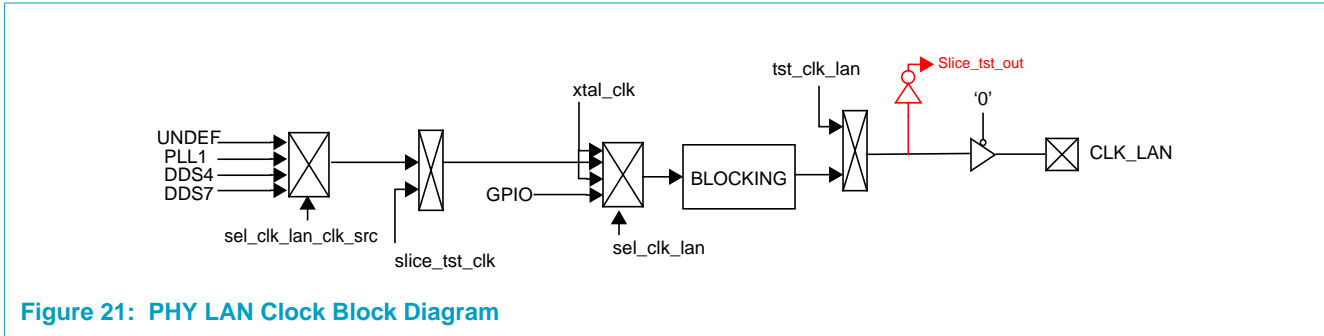 Slice_tst_out
tst_clk_lan
'0'
xtal_clk
UNDEF
PLL1
DDS4
DDS7
CLK_LAN
BLOCKING
GPIO
sel_clk_lan_clk_src
sel_clk_lan
slice_tst_clk
Figure 21: PHY LAN Clock Block Diagram